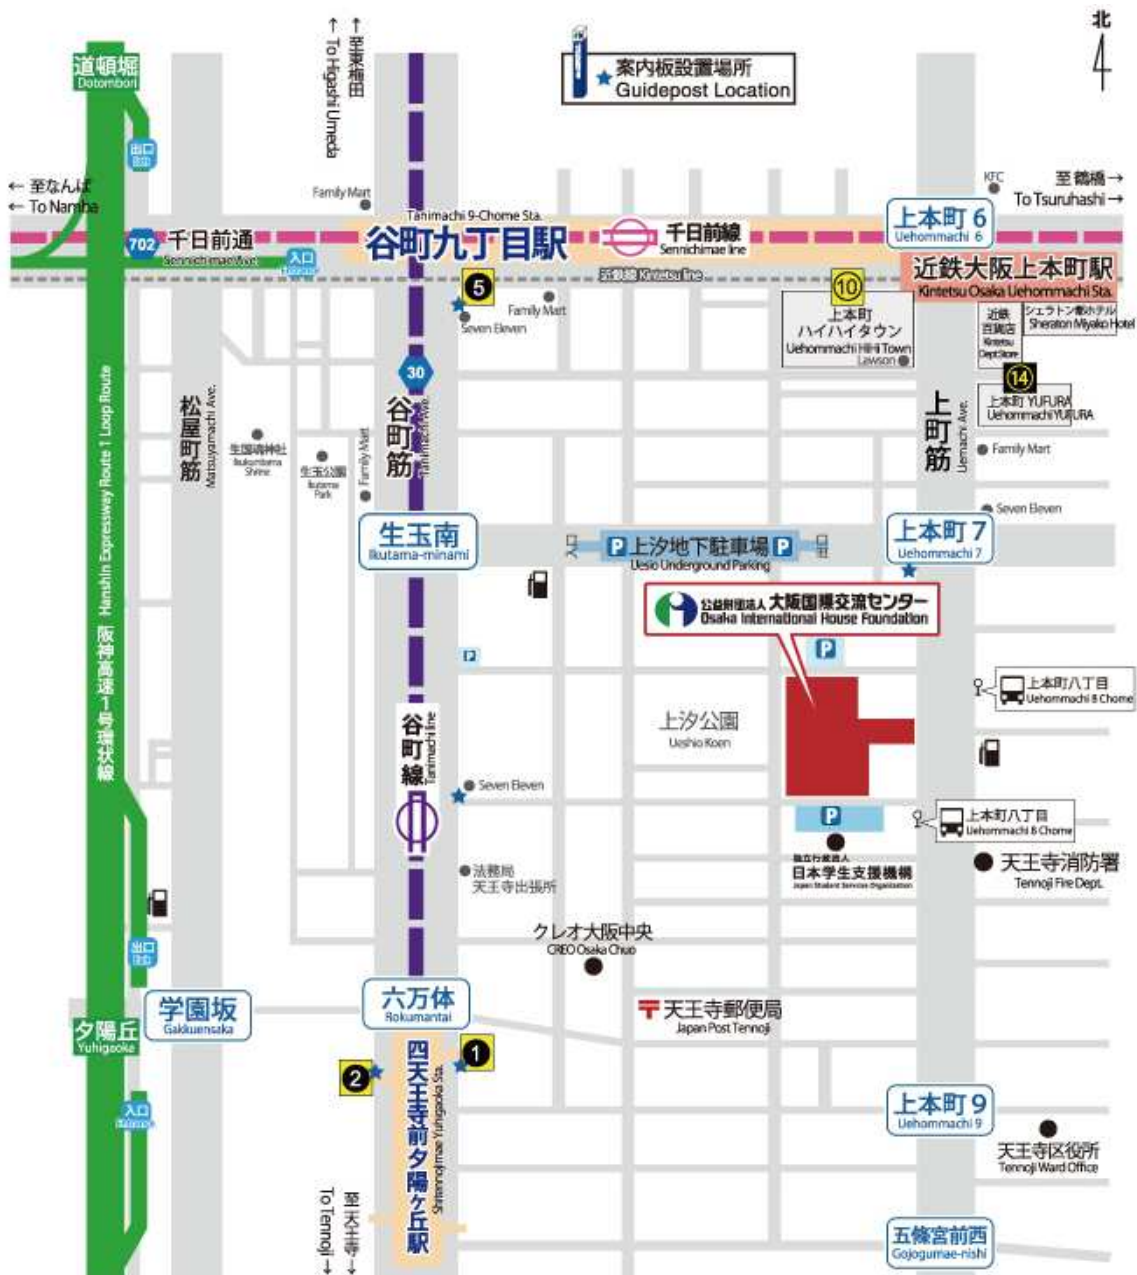 北
道頓堀
Dotombori
← 至東梅田
← To Higashi Umeda
案内板設置場所
Guidepost Location
出口
← 至なんば
← To Namba
Family Mart
KFC
至 鶴橋 →
To Tsuruhashi →
上本町 6
Uehommachi 6
Tanimachi 9-Chome Sta.
谷町九丁目駅
702
千日前通
Sennichimae Ave.
千日前線
Sennichimae line
入口
Entrance
近鉄線 Kintetsu line
近鉄大阪上本町駅
Kintetsu Osaka Uehommachi Sta.
5
10
Seven Eleven
Family Mart
上本町
ハイハイタウン
Uehommachi HiHi Town
Lawson
近鉄
百貨店
Kintetsu
Dept.Store
シェラトン都ホテル
Sheraton Miyako Hotel
14
上本町 YUFURA
Uehommachi YUFURA
30
谷町筋
Tanimachi Ave.
松屋町筋
Matsuyamachi Ave.
上町筋
Uemachi Ave.
Hanshin Expressway Route 1 Loop Route
阪神高速1号環状線
生国魂神社
Ikukuntama
Shrine
生玉公園
Ikutama
Park
Family Mart
Family Mart
Seven Eleven
生玉南
Ikutama-minami
入口
P 上汐地下駐車場 P
Uesio Underground Parking
出口
上本町 7
Uehommachi 7
公益財団法人 大阪国際交流センター
Osaka International House Foundation
P
P
上本町八丁目
Uehommachi 8 Chome
上汐公園
Ueshio Koen
谷町線
Tanimachi line
Seven Eleven
P
上本町八丁目
Uehommachi 8 Chome
独立行政法人
日本学生支援機構
Japan Student Services Organization
天王寺消防署
Tennoji Fire Dept.
法務局
天王寺出張所
クレオ大阪中央
CREO Osaka Chuo
出口
学園坂
Gakkuensaka
六万体
Rokumantai
天王寺郵便局
Japan Post Tennoji
夕陽丘
Yuhigaoka
2
1
四天王寺前夕陽ヶ丘駅
Shitennojimae Yuhigaoka Sta.
入口
上本町 9
Uehommachi 9
天王寺区役所
Tennoji Ward Office
至 天王寺 →
To Tennoji →
五條宮前西
Gojogumae-nishi